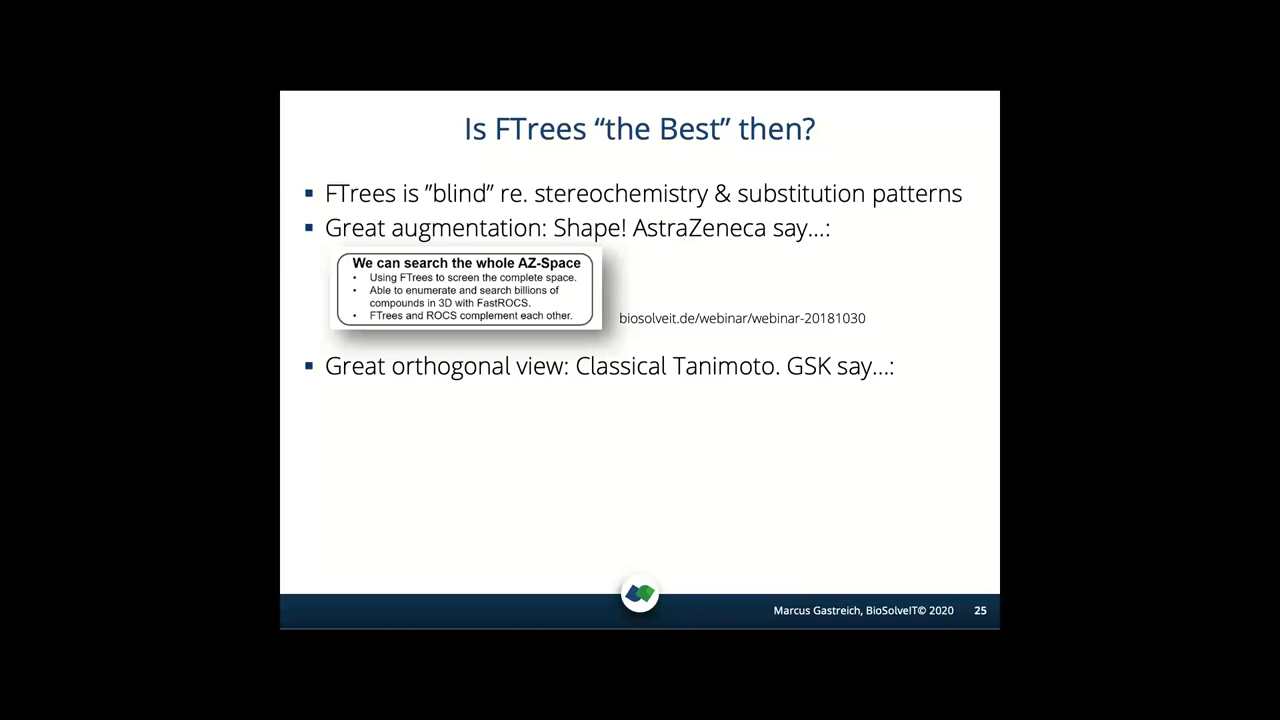 Is FTrees “the Best” then?
▪ FTrees is ”blind” re. stereochemistry & substitution patterns
▪ Great augmentation: Shape! AstraZeneca say...:
We can search the whole AZ-Space
• Using FTrees to screen the complete space.
• Able to enumerate and search billions of
compounds in 3D with FastROCS.
• FTrees and ROCS complement each other.
biosolveit.de/webinar/webinar-20181030
▪ Great orthogonal view: Classical Tanimoto. GSK say...:
Marcus Gastreich, BioSolveIT© 2020 25